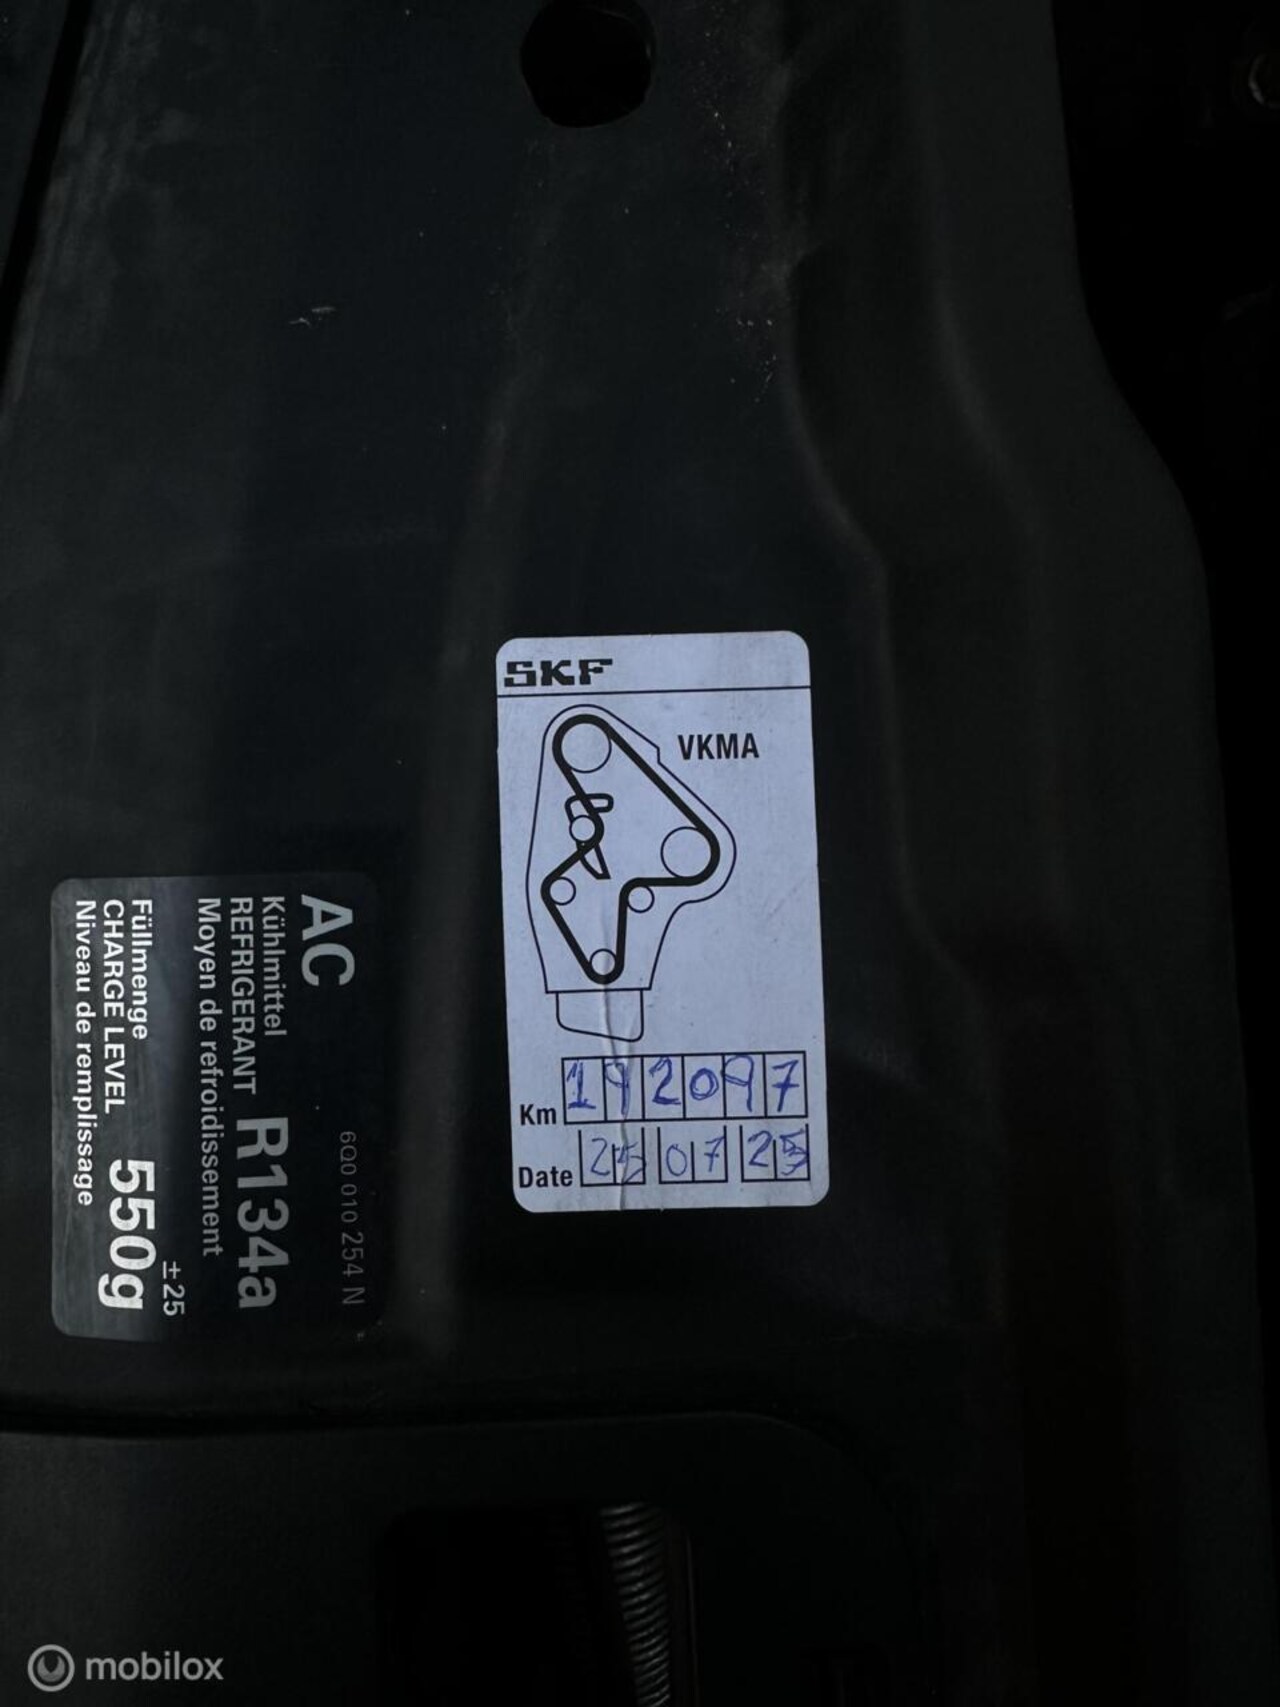 SKF
VKMA
Km 192097
Date 25 07 25
AC
6Q0 010 254 N
Kühlmittel
REFRIGERANT R134a
Moyen de refroidissement
±25
Füllmenge
CHARGE LEVEL 550g
Niveau de remplissage
mobilox